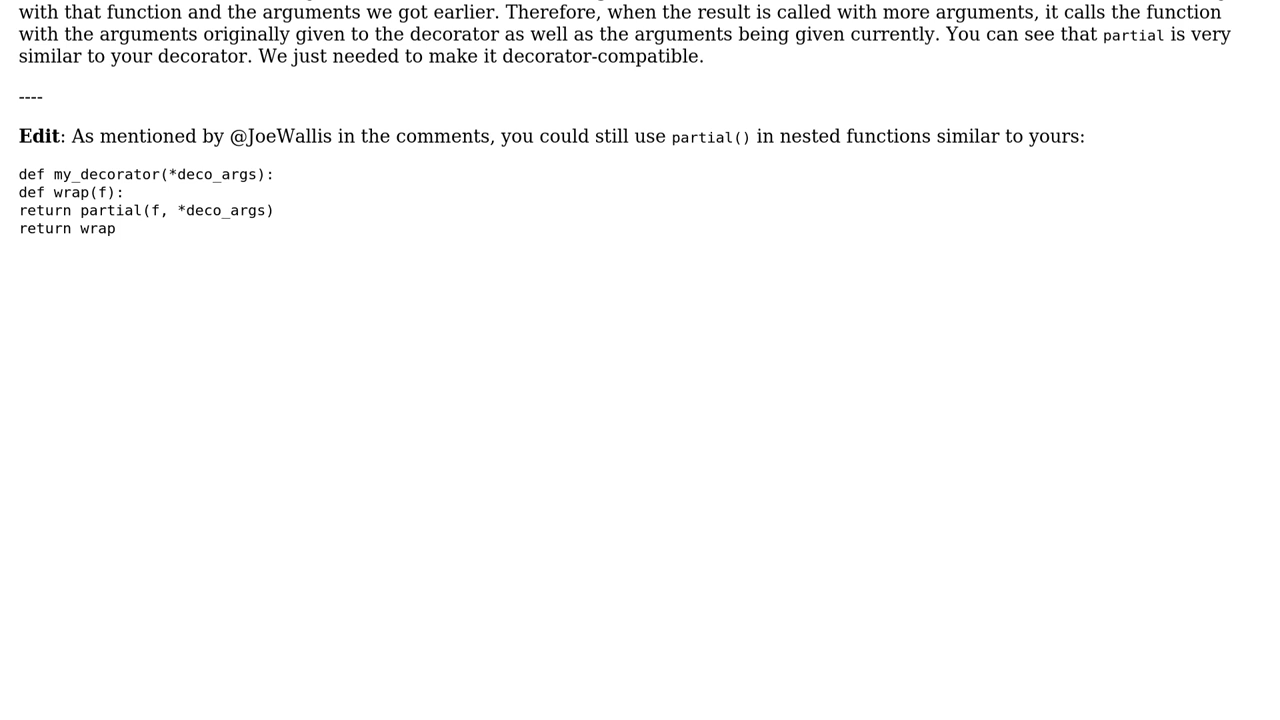 with that function and the arguments we got earlier. Therefore, when the result is called with more arguments, it calls the function
with the arguments originally given to the decorator as well as the arguments being given currently. You can see that partial is very
similar to your decorator. We just needed to make it decorator-compatible.
----
Edit: As mentioned by @JoeWallis in the comments, you could still use partial() in nested functions similar to yours:
def my_decorator(*deco_args):
def wrap(f):
return partial(f, *deco_args)
return wrap